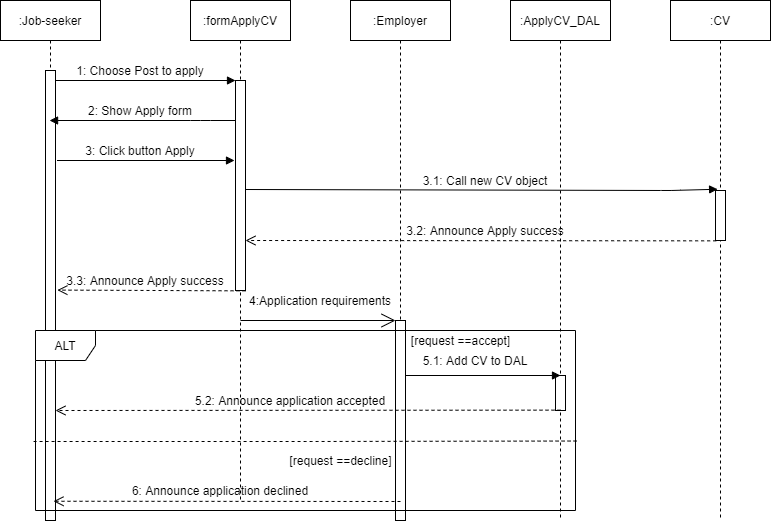 :Job-seeker
:formApplyCV
:Employer
:ApplyCV_DAL
:CV
1: Choose Post to apply
2: Show Apply form
3: Click button Apply
3.1: Call new CV object
3.2: Announce Apply success
3.3: Announce Apply success
4:Application requirements
ALT
[request ==accept]
5.1: Add CV to DAL
5.2: Announce application accepted
[request ==decline]
6: Announce application declined